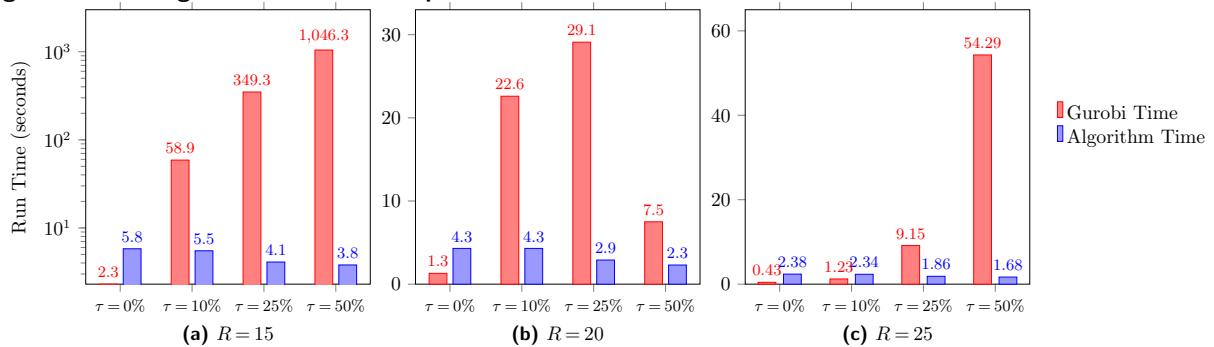 Run Time (seconds)
10³
10²
10¹
2.3
58.9
349.3
1,046.3
5.8
5.5
4.1
3.8
τ = 0%
τ = 10%
τ = 25%
τ = 50%
(a) R = 15
30
20
10
0
1.3
22.6
29.1
7.5
4.3
4.3
2.9
2.3
τ = 0%
τ = 10%
τ = 25%
τ = 50%
(b) R = 20
60
40
20
0
0.43
1.23
9.15
54.29
2.38
2.34
1.86
1.68
τ = 0%
τ = 10%
τ = 25%
τ = 50%
(c) R = 25
Gurobi Time
Algorithm Time